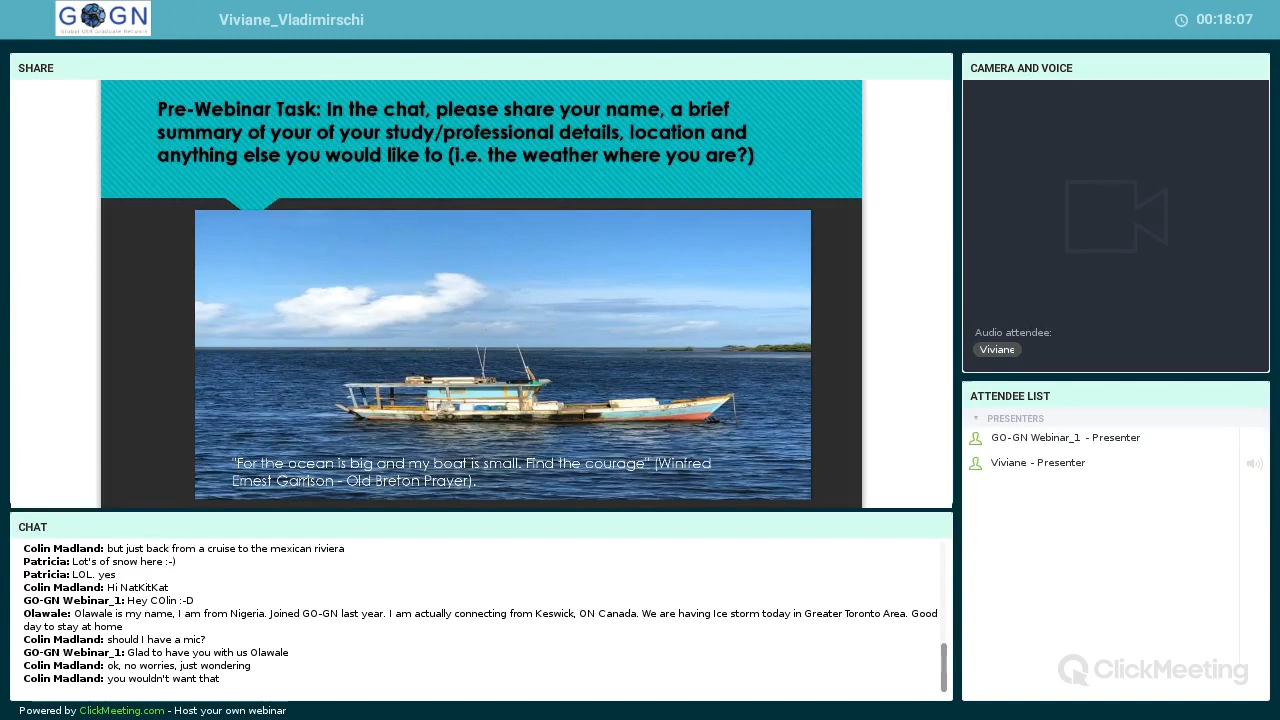 GOGN
Global OER Graduate Network
Viviane_Vladimirschi
00:18:07
SHARE
Pre-Webinar Task: In the chat, please share your name, a brief
summary of your of your study/professional details, location and
anything else you would like to (i.e. the weather where you are?)
"For the ocean is big and my boat is small. Find the courage" (Winfred
Ernest Garrison - Old Breton Prayer).
CHAT
Colin Madland: but just back from a cruise to the mexican riviera
Patricia: Lot's of snow here :-)
Patricia: LOL. yes
Colin Madland: Hi NatKitKat
GO-GN Webinar_1: Hey COlin :-D
Olawale: Olawale is my name, I am from Nigeria. Joined GO-GN last year. I am actually connecting from Keswick, ON Canada. We are having Ice storm today in Greater Toronto Area. Good
day to stay at home
Colin Madland: should I have a mic?
GO-GN Webinar_1: Glad to have you with us Olawale
Colin Madland: ok, no worries, just wondering
Colin Madland: you wouldn't want that
CAMERA AND VOICE
Audio attendee:
Viviane
ATTENDEE LIST
PRESENTERS
GO-GN Webinar_1 - Presenter
Viviane - Presenter
ClickMeeting
Powered by ClickMeeting.com - Host your own webinar